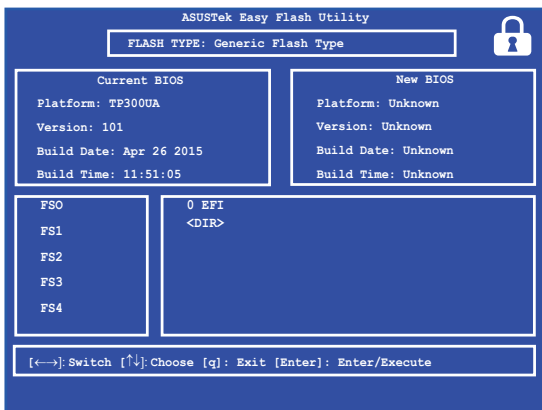 ASUSTek Easy Flash Utility
FLASH TYPE: Generic Flash Type
Current BIOS
Platform: TP300UA
Version: 101
Build Date: Apr 26 2015
Build Time: 11:51:05
New BIOS
Platform: Unknown
Version: Unknown
Build Date: Unknown
Build Time: Unknown
FSO
FS1
FS2
FS3
FS4
0 EFI
<DIR>
[←→]: Switch [↑↓]: Choose [q]: Exit [Enter]: Enter/Execute